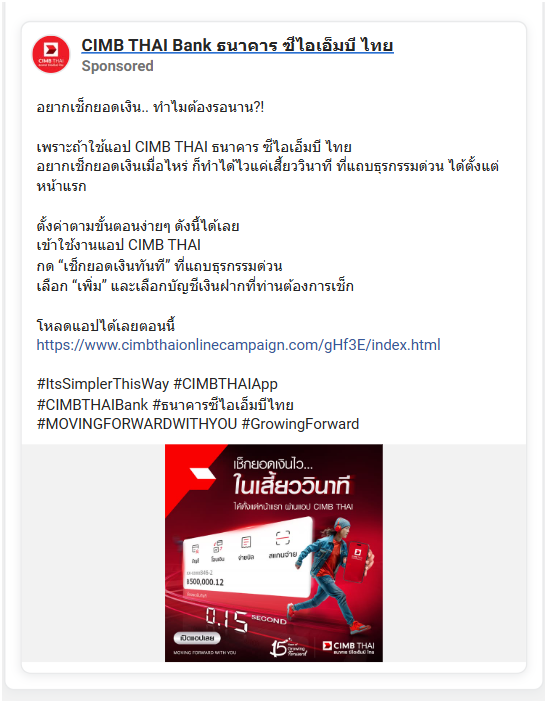 CIMB THAI Bank ธนาคาร ซีไอเอ็มบี ไทย
Sponsored
อยากเช็กยอดเงิน.. ทำไมต้องรอนาน?!
เพราะถ้าใช้แอป CIMB THAI ธนาคาร ซีไอเอ็มบี ไทย
อยากเช็กยอดเงินเมื่อไหร่ ก็ทำได้ไวแค่เสี้ยววินาที ที่แถบธุรกรรมด่วน ได้ตั้งแต่
หน้าแรก
ตั้งค่าตามขั้นตอนง่ายๆ ดังนี้ได้เลย
เข้าใช้งานแอป CIMB THAI
กด “เช็กยอดเงินทันที” ที่แถบธุรกรรมด่วน
เลือก “เพิ่ม” และเลือกบัญชีเงินฝากที่ท่านต้องการเช็ก
โหลดแอปได้เลยตอนนี้
https://www.cimbthaionlinecampaign.com/gHf3E/index.html
#ItsSimplerThisWay #CIMBTHAIApp
#CIMBTHAIBank #ธนาคารซีไอเอ็มบีไทย
#MOVINGFORWARDWITHYOU #GrowingForward
เช็กยอดเงินไว...
ในเสี้ยววินาที
ได้ตั้งแต่หน้าแรก ผ่านแอป CIMB THAI
โอนเงิน จ่ายบิล สแกนจ่าย
฿500,000.12
0.15 SECOND
เปิดแอปเลย
MOVING FORWARD WITH YOU
15
CIMB THAI
ธนาคาร ซีไอเอ็มบี ไทย